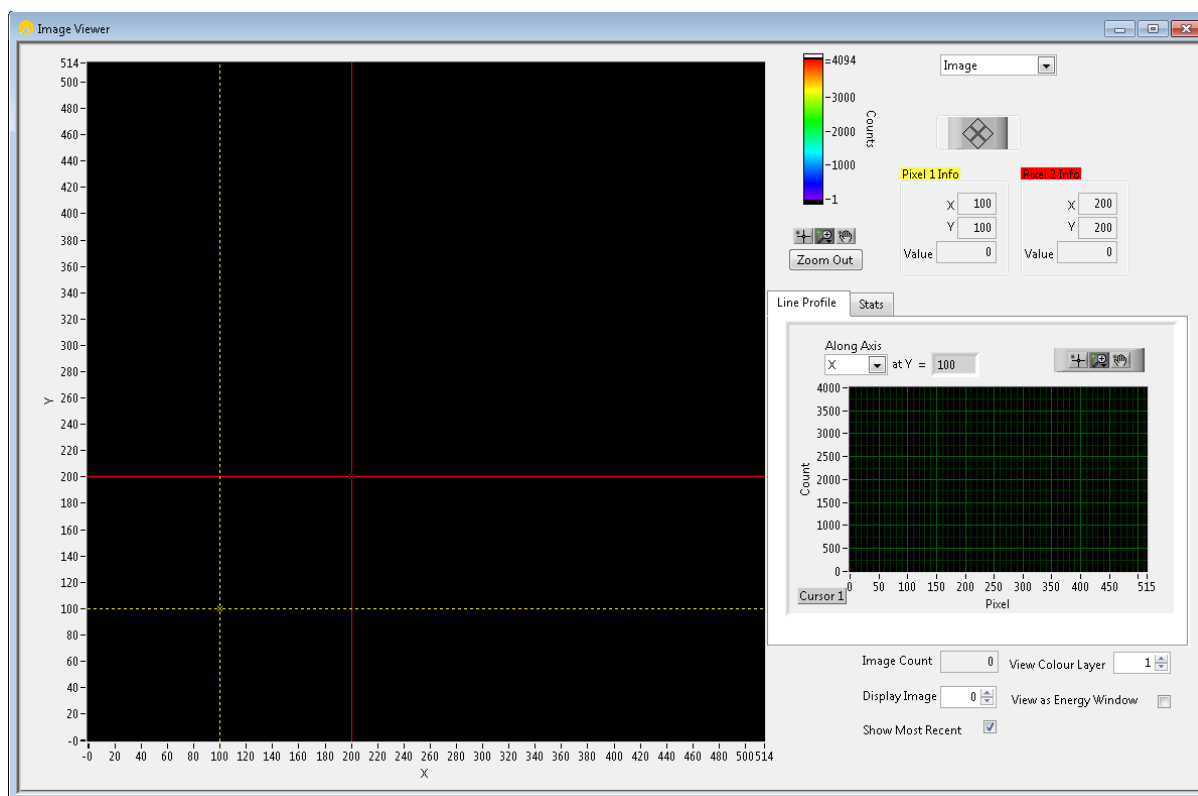 Image Viewer
514
500
480
460
440
420
400
380
360
340
320
300
280
260
240
220
200
180
160
140
120
100
80
60
40
20
-0
Y
-0 20 40 60 80 100 120 140 160 180 200 220 240 260 280 300 320 340 360 380 400 420 440 460 480 500 514
X
=4094
-3000
-2000
-1000
-1
Counts
Zoom Out
Image
Pixel 1 Info
X 100
Y 100
Value 0
Pixel 2 Info
X 200
Y 200
Value 0
Line Profile Stats
Along Axis
X at Y = 100
4000
3500
3000
2500
2000
1500
1000
500
0
Count
0 50 100 150 200 250 300 350 400 450 515
Pixel
Cursor 1
Image Count 0 View Colour Layer 1
Display Image 0 View as Energy Window
Show Most Recent